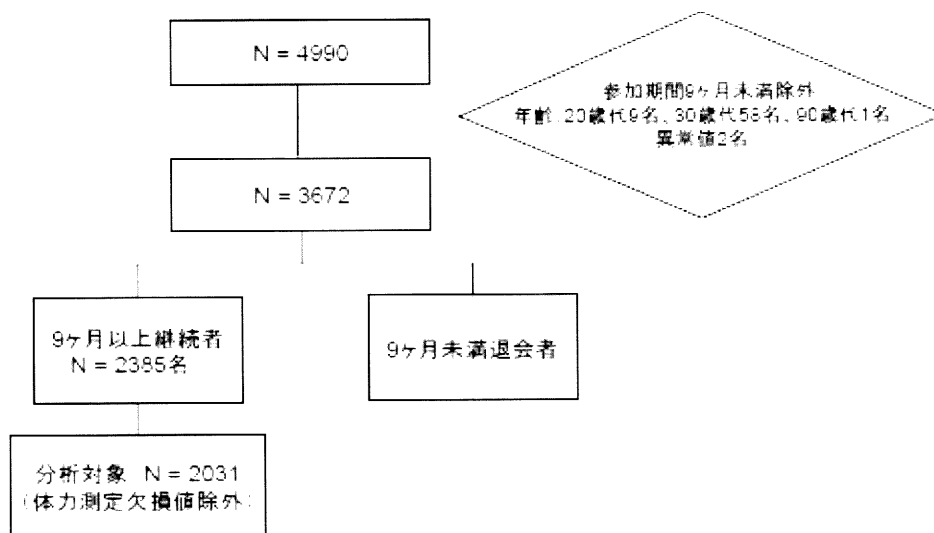 N = 4990
参加期間9ヶ月未満除外
年齢 20歳代9名、30歳代58名、90歳代1名
異常値2名
N = 3672
9ヶ月以上継続者
N = 2385名
9ヶ月未満退会者
分析対象 N = 2031
(体力測定欠損値除外)